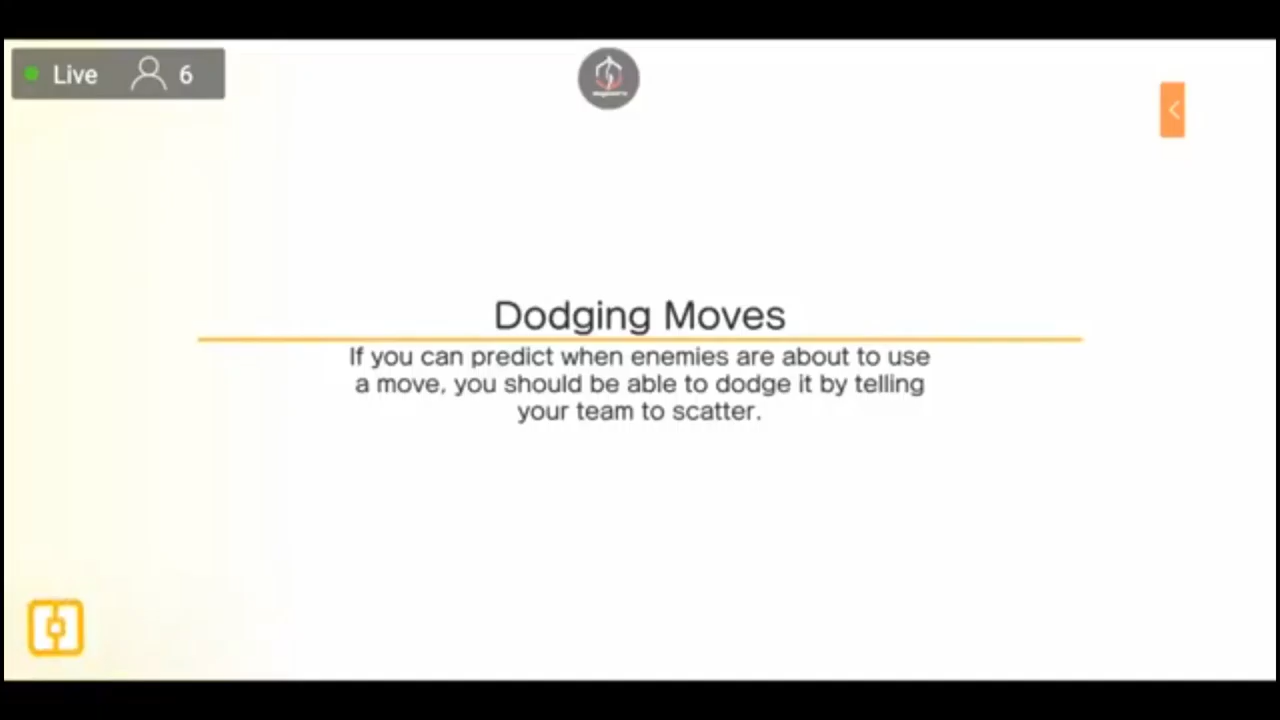 Live 6
Dodging Moves
If you can predict when enemies are about to use
a move, you should be able to dodge it by telling
your team to scatter.